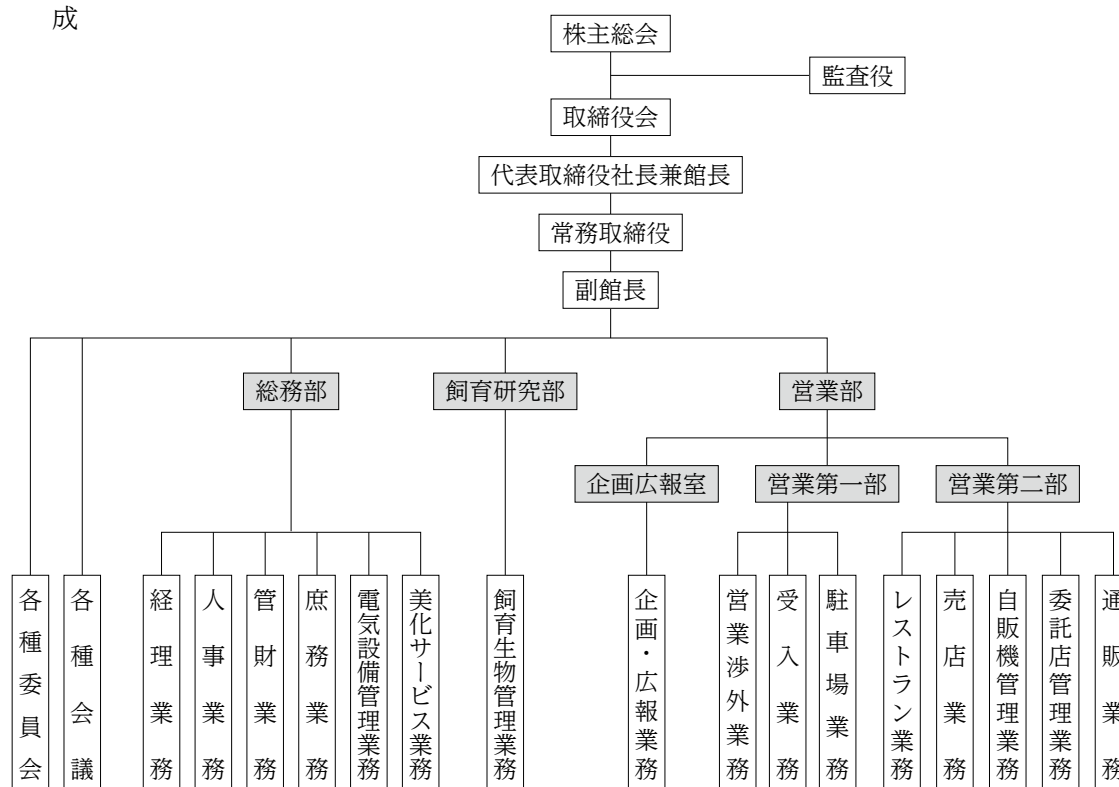 成
株主総会
監査役
取締役会
代表取締役社長兼館長
常務取締役
副館長
総務部
飼育研究部
営業部
企画広報室
営業第一部
営業第二部
各種委員会
各種会議
経理業務
人事業務
管財業務
庶務業務
電気設備管理業務
美化サービス業務
飼育生物管理業務
企画・広報業務
営業渉外業務
受入業務
駐車場業務
レストラン業務
売店業務
自販機管理業務
委託店管理業務
通販業務